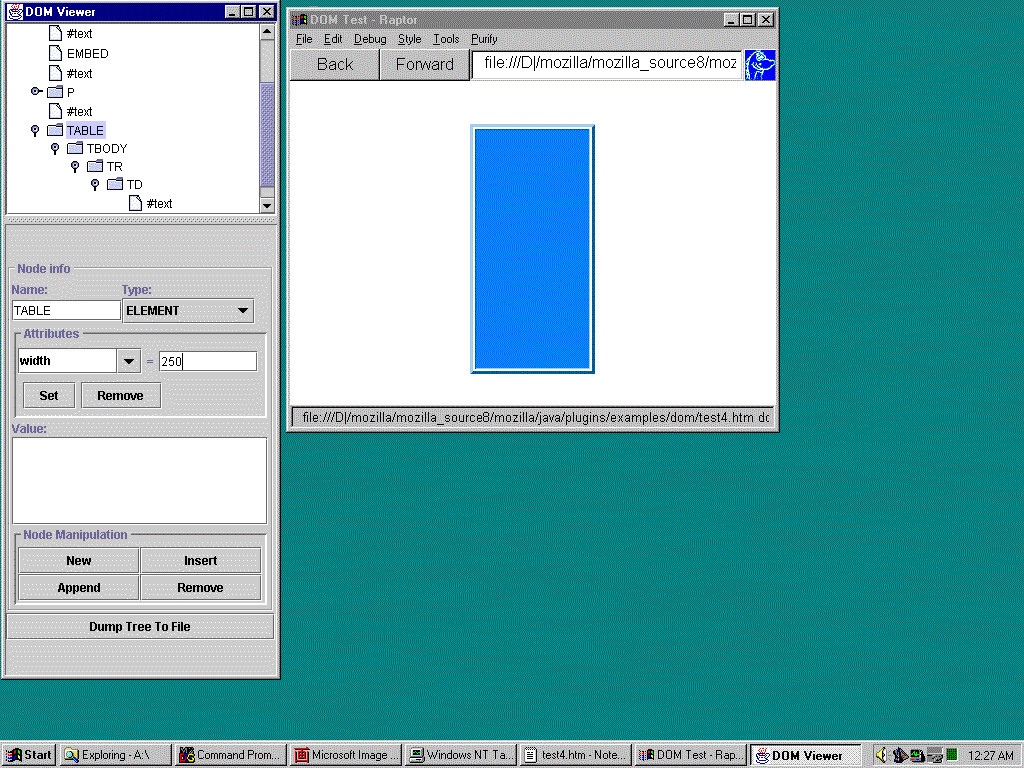 DOM Viewer
#text
EMBED
#text
P
#text
TABLE
TBODY
TR
TD
#text
Node info
Name:
Type:
TABLE
ELEMENT
Attributes
width
=
250
Set
Remove
Value:
Node Manipulation
New
Insert
Append
Remove
Dump Tree To File
DOM Test - Raptor
File Edit Debug Style Tools Purify
Back
Forward
file:///D|/mozilla/mozilla_source8/moz
file:///D|/mozilla/mozilla_source8/mozilla/java/plugins/examples/dom/test4.htm do
Start
Exploring - A:\
Command Prom...
Microsoft Image ...
Windows NT Ta...
test4.htm - Note...
DOM Test - Rap...
DOM Viewer
12:27 AM